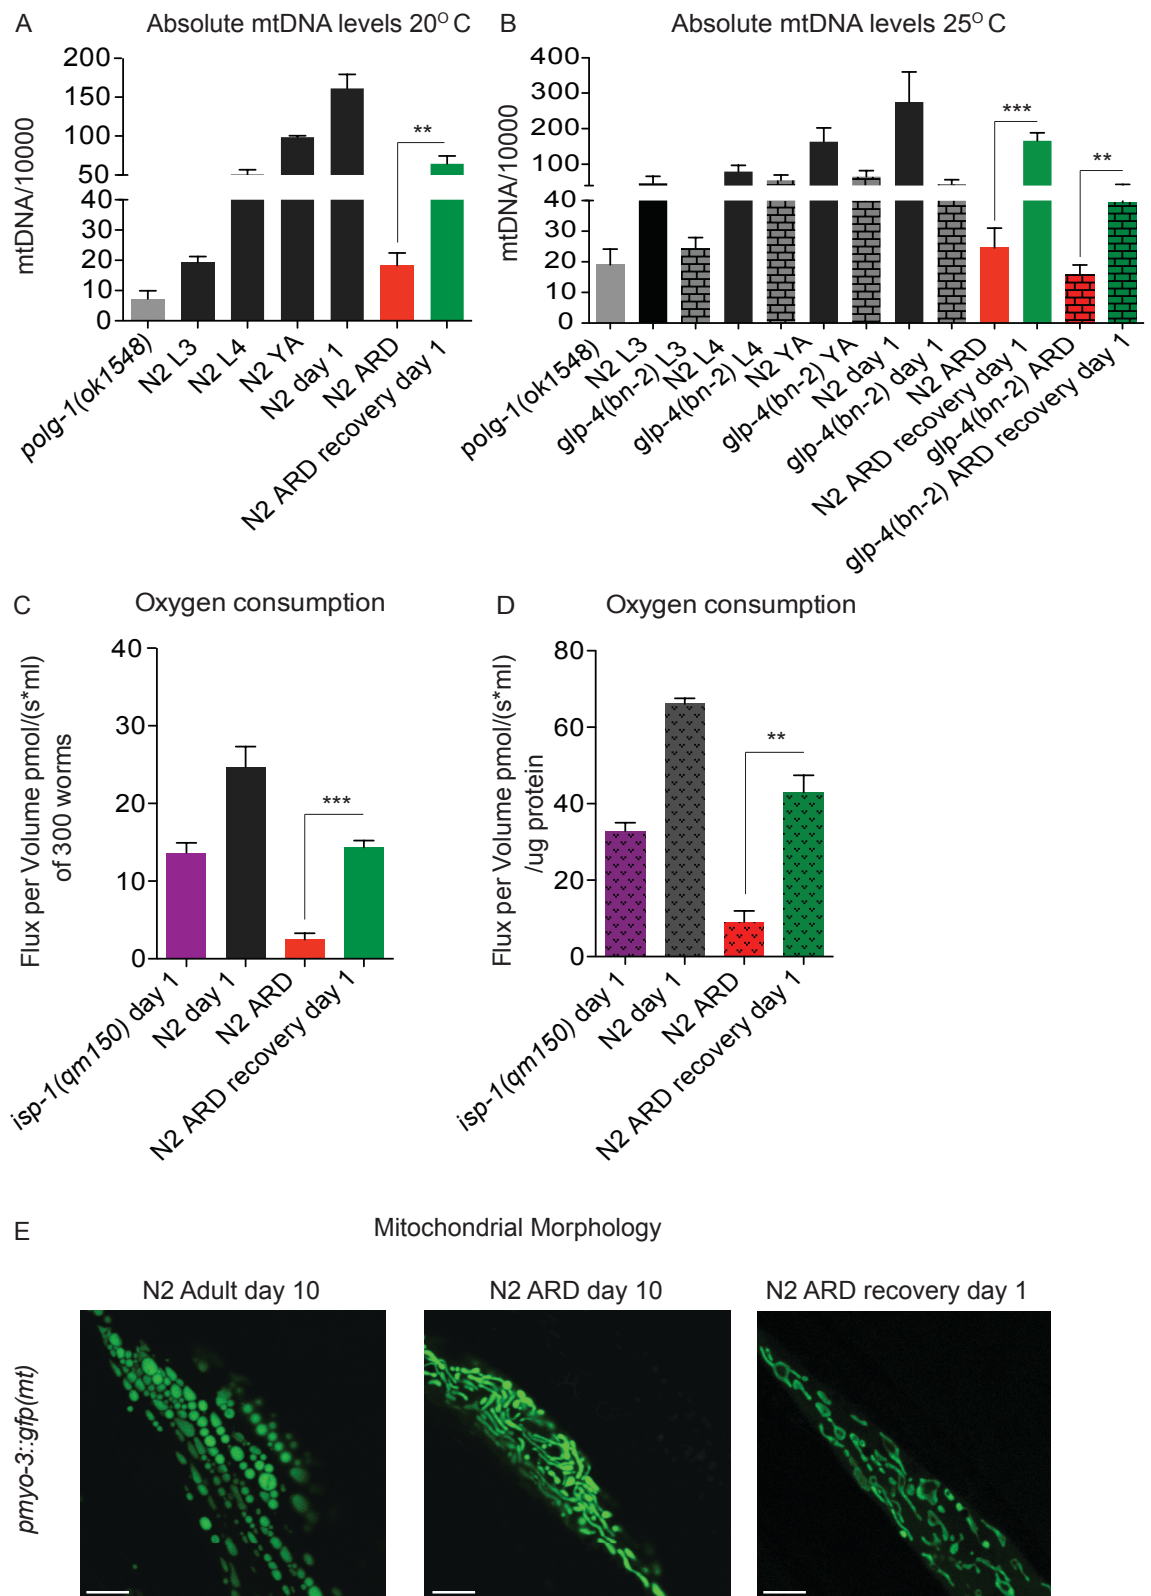 A
Absolute mtDNA levels 20⁰ C
mtDNA/10000
200
150
100
50
40
30
20
10
0
**
polg-1(ok1548)
N2 L3
N2 L4
N2 YA
N2 day 1
N2 ARD
N2 ARD recovery day 1
B
Absolute mtDNA levels 25⁰ C
mtDNA/10000
400
300
200
100
40
30
20
10
0
***
**
polg-1(ok1548)
N2 L3
glp-4(bn-2) L3
N2 L4
glp-4(bn-2) L4
N2 YA
glp-4(bn-2) YA
N2 day 1
glp-4(bn-2) day 1
N2 ARD
N2 ARD recovery day 1
glp-4(bn-2) ARD
glp-4(bn-2) ARD recovery day 1
C
Oxygen consumption
Flux per Volume pmol/(s*ml)
of 300 worms
40
30
20
10
0
***
isp-1(qm150) day 1
N2 day 1
N2 ARD
N2 ARD recovery day 1
D
Oxygen consumption
Flux per Volume pmol/(s*ml)
/ug protein
80
60
40
20
0
**
isp-1(qm150) day 1
N2 day 1
N2 ARD
N2 ARD recovery day 1
E
Mitochondrial Morphology
N2 Adult day 10
N2 ARD day 10
N2 ARD recovery day 1
pmyo-3::gfp(mt)